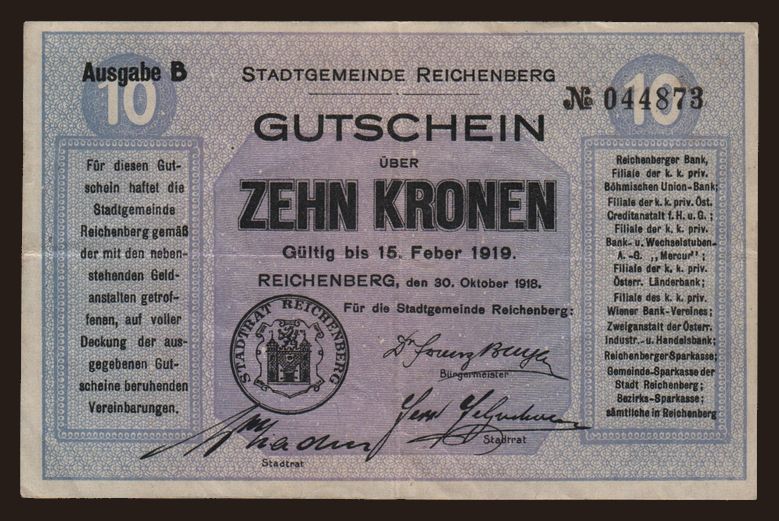 Ausgabe B
10
STADTGEMEINDE REICHENBERG
10
№ 044873
GUTSCHEIN
ÜBER
ZEHN KRONEN
Gültig bis 15. Feber 1919.
REICHENBERG, den 30. Oktober 1918.
Für die Stadtgemeinde Reichenberg:
Bürgermeister
Stadtrat
Stadtrat
STADTRAT REICHENBERG
Für diesen Gut-
schein haftet die
Stadtgemeinde
Reichenberg gemäß
der mit den neben-
stehenden Geld-
anstalten getrof-
fenen, auf voller
Deckung der aus-
gegebenen Gut-
scheine beruhenden
Vereinbarungen.
Reichenberger Bank,
Filiale der k. k. priv.
Böhmischen Union-Bank;
Filiale der k. k. priv. Öst.
Creditanstalt f. H. u. G.;
Filiale der k. k. priv.
Bank- u. Wechselstuben-
A.-G. „Mercur";
Filiale der k. k. priv.
Österr. Länderbank;
Filiale des k. k. priv.
Wiener Bank-Vereines;
Zweiganstalt der Österr.
Industr.- u. Handelsbank;
Reichenberger Sparkasse;
Gemeinde-Sparkasse der
Stadt Reichenberg;
Bezirks-Sparkasse;
sämtliche in Reichenberg